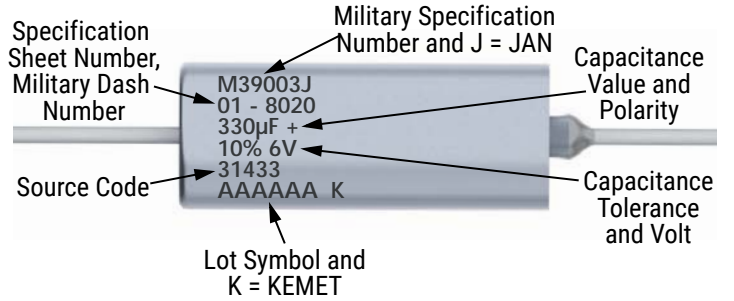 Military Specification
Number and J = JAN
Specification
Sheet Number,
Military Dash
Number
Capacitance
Value and
Polarity
M39003J
01 - 8020
330µF +
10% 6V
31433
AAAAAA K
Source Code
Capacitance
Tolerance
and Volt
Lot Symbol and
K = KEMET